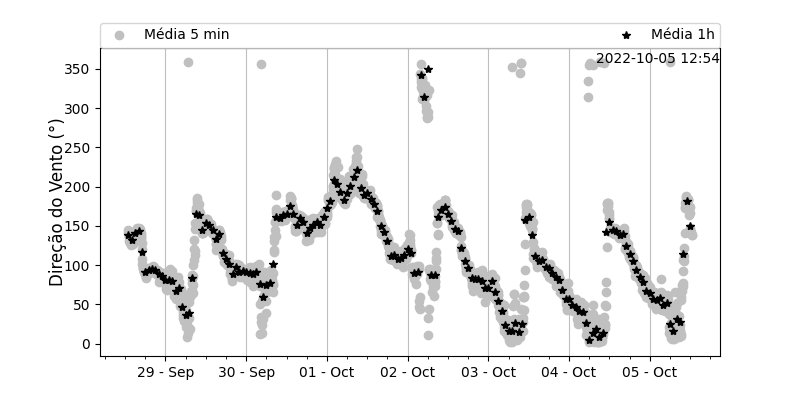 Média 5 min
Média 1h
2022-10-05 12:54
Direção do Vento (°)
350
300
250
200
150
100
50
0
29 - Sep
30 - Sep
01 - Oct
02 - Oct
03 - Oct
04 - Oct
05 - Oct